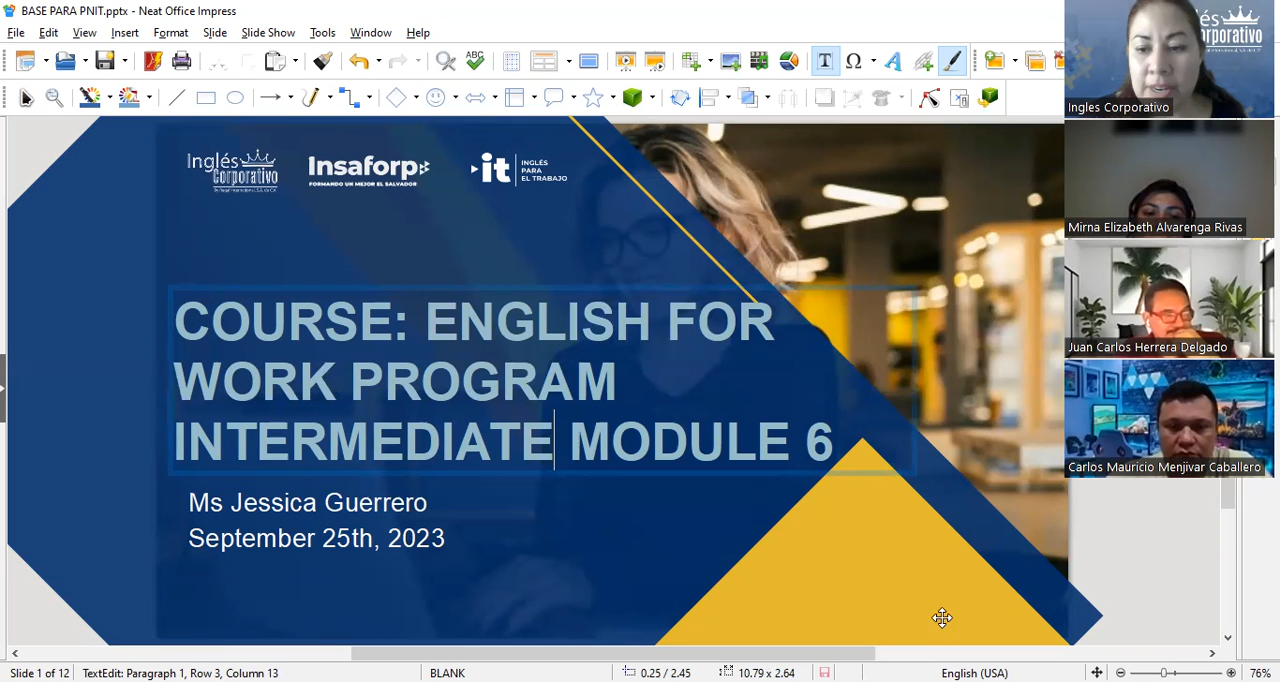 BASE PARA PNIT.pptx - Neat Office Impress
File Edit View Insert Format Slide Slide Show Tools Window Help
Inglés Corporativo
Insaforp
FORMANDO UN MEJOR EL SALVADOR
it INGLÉS PARA EL TRABAJO
COURSE: ENGLISH FOR
WORK PROGRAM
INTERMEDIATE MODULE 6
Ms Jessica Guerrero
September 25th, 2023
Ingles Corporativo
Mirna Elizabeth Alvarenga Rivas
Juan Carlos Herrera Delgado
Carlos Mauricio Menjivar Caballero
Slide 1 of 12 TextEdit: Paragraph 1, Row 3, Column 13 BLANK 0.25 / 2.45 10.79 x 2.64 English (USA) 76%